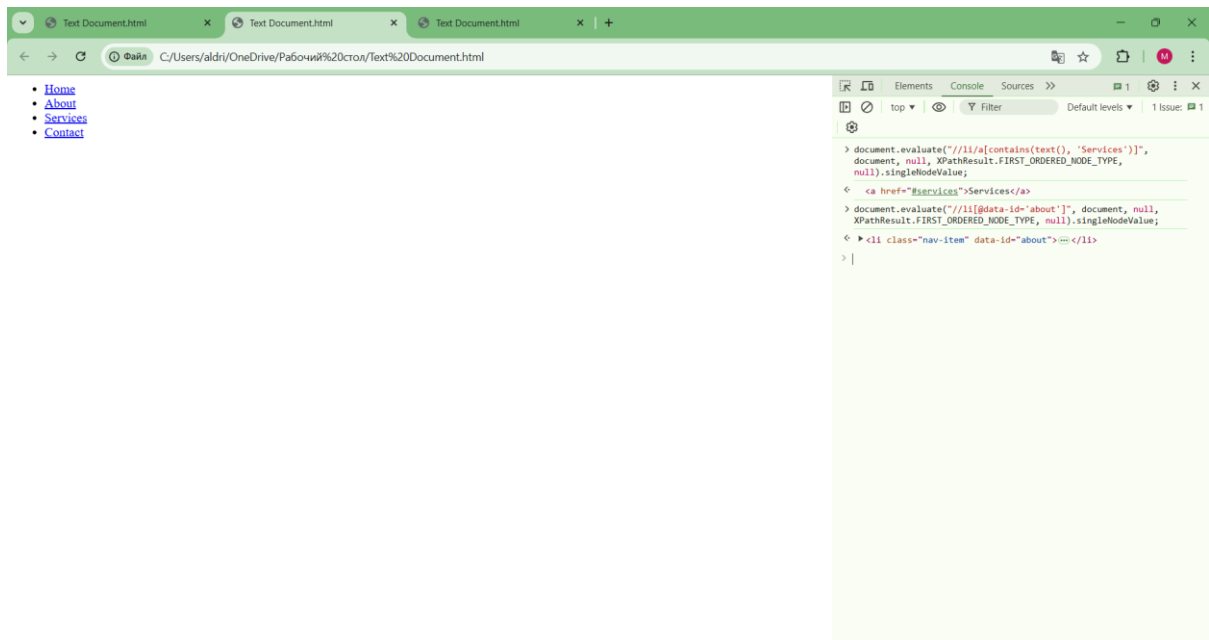 Text Document.html
Text Document.html
Text Document.html
Файл C:/Users/aldri/OneDrive/Рабочий%20стол/Text%20Document.html
M
Home
About
Services
Contact
Elements Console Sources 1
top Filter Default levels 1 Issue: 1
document.evaluate("//li/a[contains(text(), 'Services')]",
document, null, XPathResult.FIRST_ORDERED_NODE_TYPE,
null).singleNodeValue;
<a href="#services">Services</a>
document.evaluate("//li[@data-id='about']", document, null,
XPathResult.FIRST_ORDERED_NODE_TYPE, null).singleNodeValue;
<li class="nav-item" data-id="about">…</li>